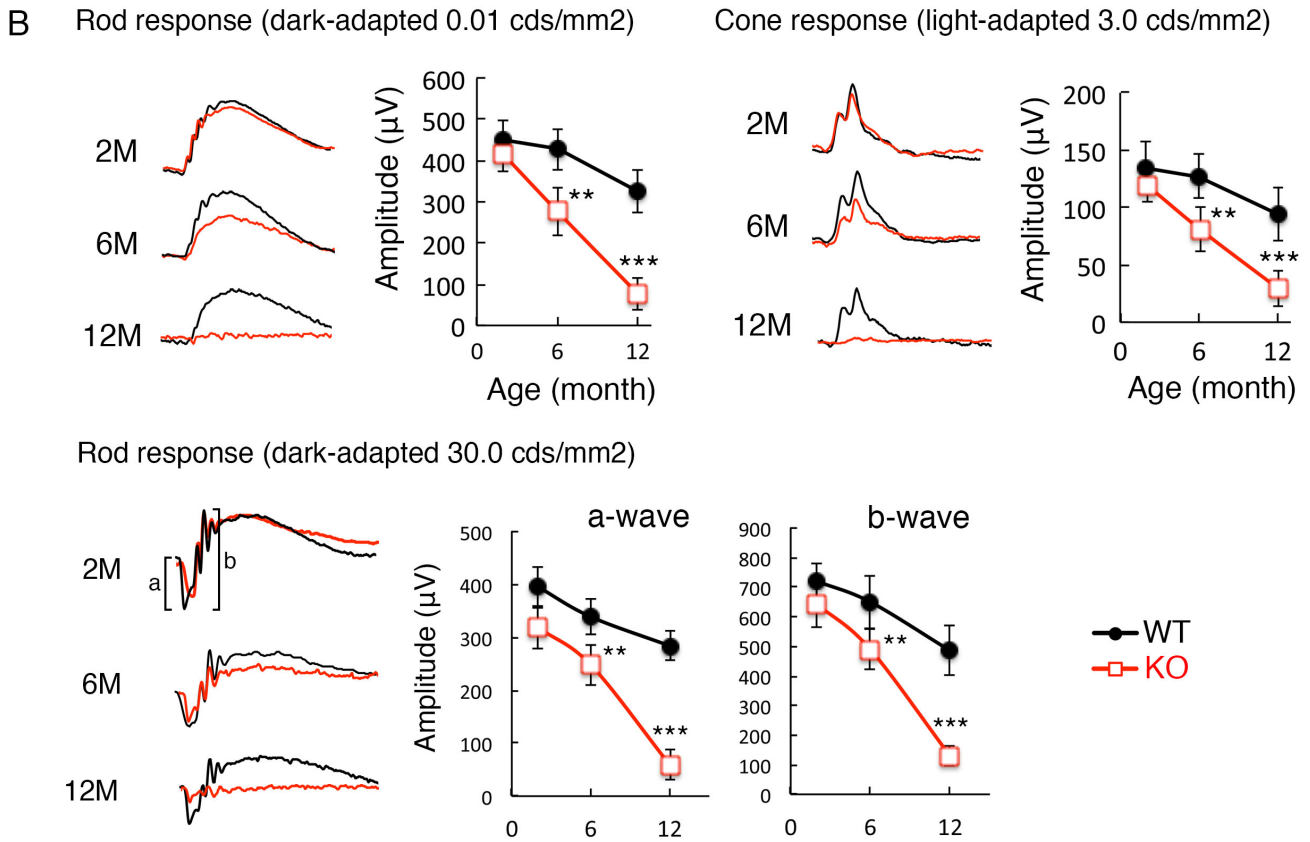 B
Rod response (dark-adapted 0.01 cds/mm2)
2M
6M
12M
Amplitude (µV)
600
500
400
300
200
100
0
**
***
0
6
12
Age (month)
Cone response (light-adapted 3.0 cds/mm2)
2M
6M
12M
Amplitude (µV)
200
150
100
50
0
**
***
0
6
12
Age (month)
Rod response (dark-adapted 30.0 cds/mm2)
2M
a
b
6M
12M
a-wave
Amplitude (µV)
500
400
300
200
100
0
**
***
0
6
12
b-wave
900
800
700
600
500
400
300
200
100
0
**
***
0
6
12
WT
KO